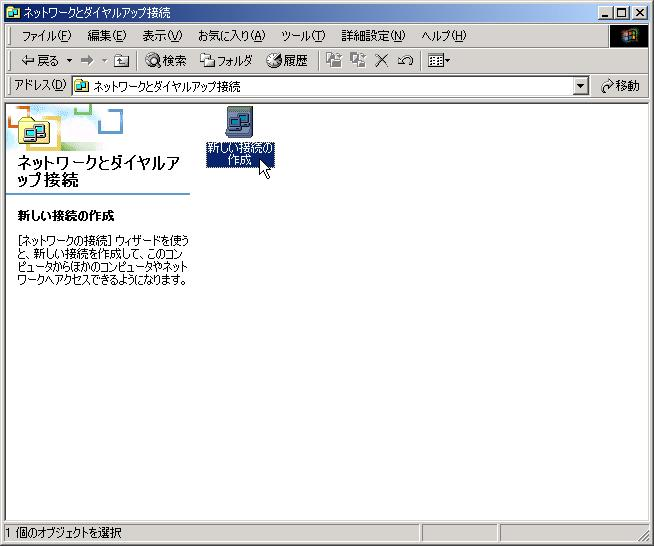 ネットワークとダイヤルアップ接続
ファイル(F) 編集(E) 表示(V) お気に入り(A) ツール(T) 詳細設定(N) ヘルプ(H)
戻る 検索 フォルダ 履歴
アドレス(D) ネットワークとダイヤルアップ接続 移動
ネットワークとダイヤルア
ップ接続
新しい接続の作成
[ネットワークの接続] ウィザードを使う
と、新しい接続を作成して、このコン
ピュータからほかのコンピュータやネット
ワークへアクセスできるようになります。
新しい接続の
作成
1 個のオブジェクトを選択